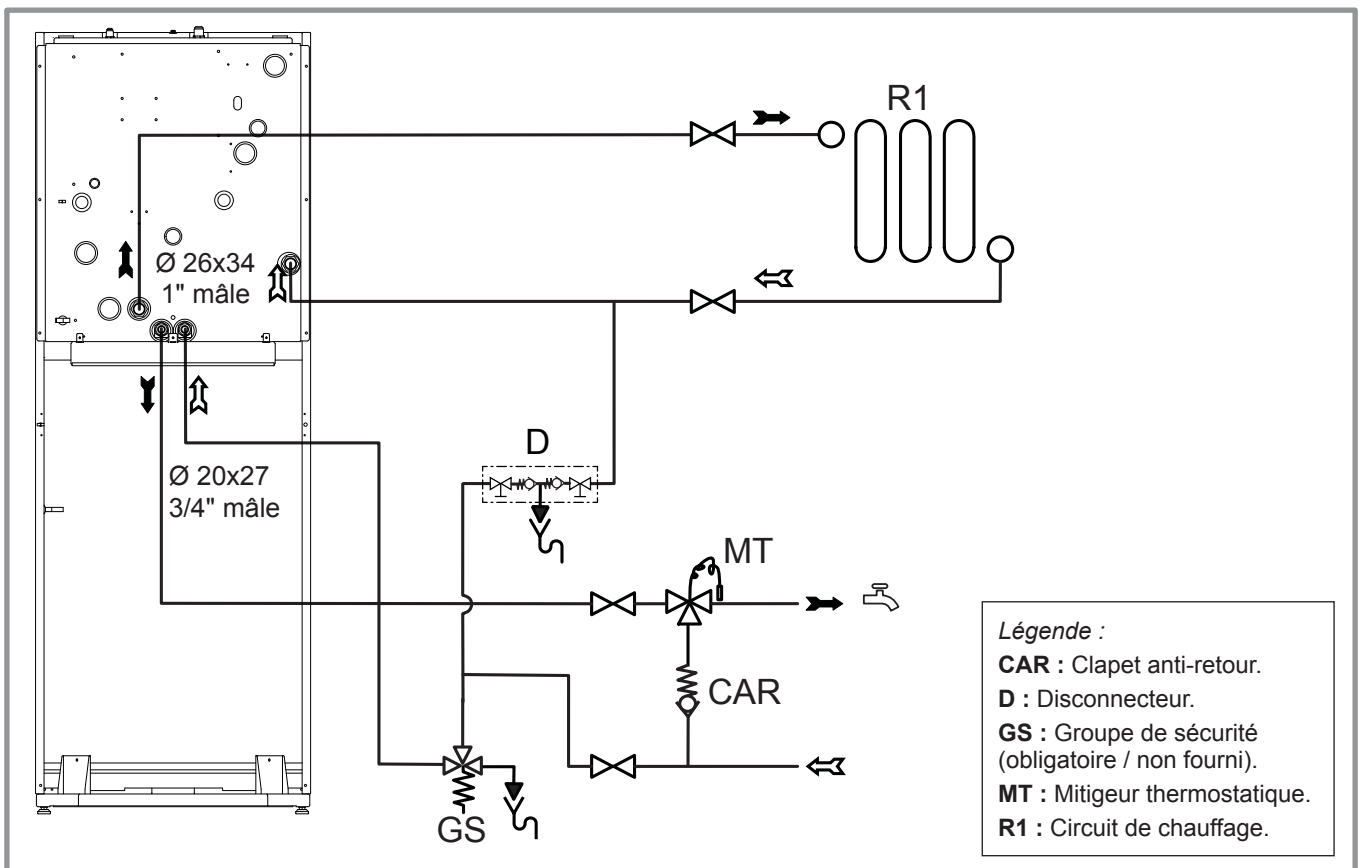 R1
Ø 26x34
1" mâle
D
Ø 20x27
3/4" mâle
MT
CAR
GS
Légende :
CAR : Clapet anti-retour.
D : Disconnecteur.
GS : Groupe de sécurité
(obligatoire / non fourni).
MT : Mitigeur thermostatique.
R1 : Circuit de chauffage.